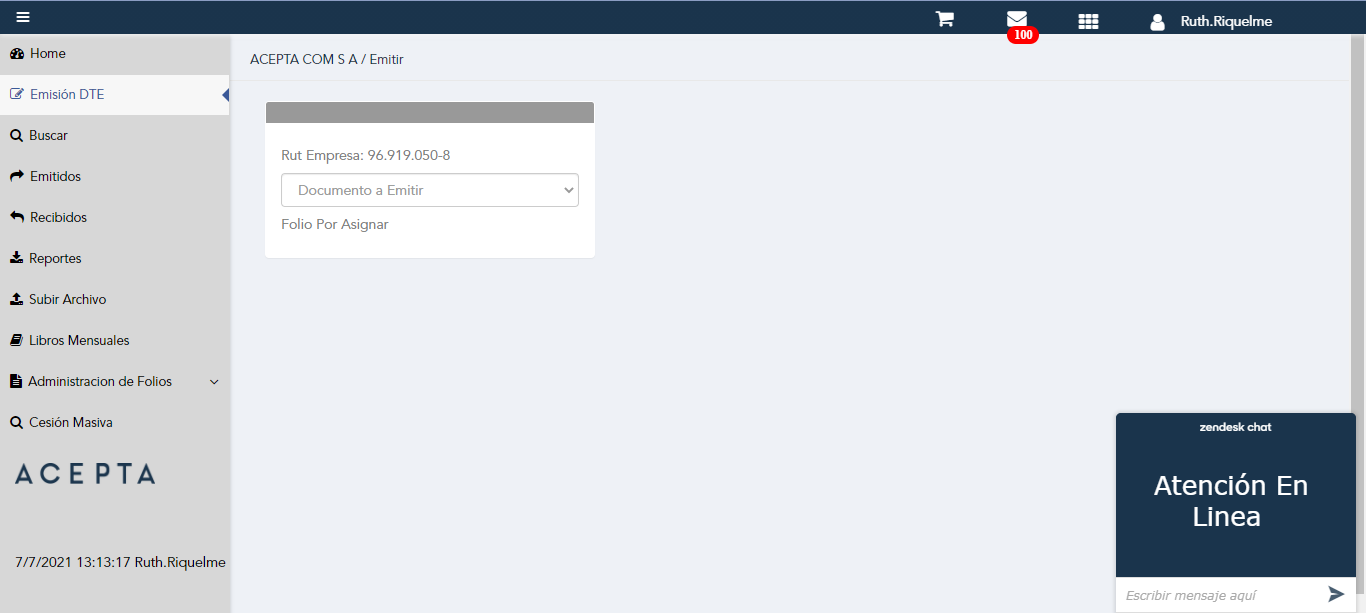 100
Ruth.Riquelme
Home
Emisión DTE
Buscar
Emitidos
Recibidos
Reportes
Subir Archivo
Libros Mensuales
Administracion de Folios
Cesión Masiva
ACEPTA
7/7/2021 13:13:17 Ruth.Riquelme
ACEPTA COM S A / Emitir
Rut Empresa: 96.919.050-8
Documento a Emitir
Folio Por Asignar
zendesk chat
Atención En
Linea
Escribir mensaje aquí